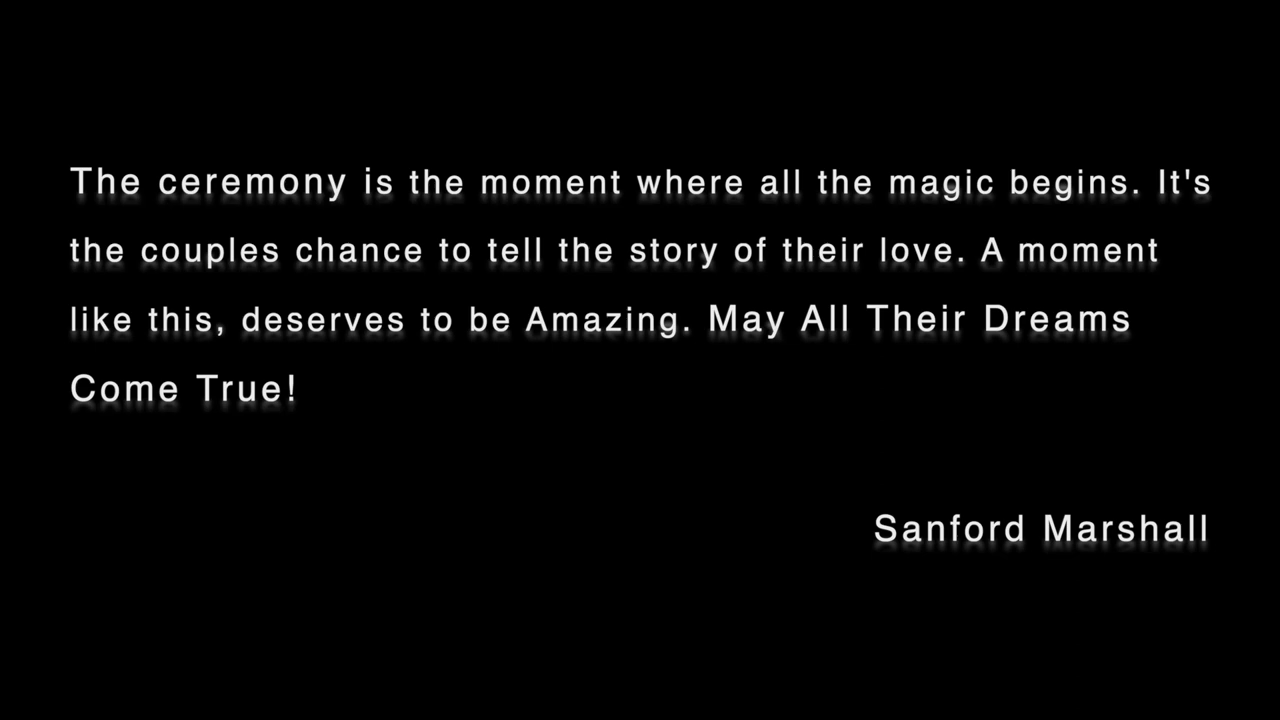 The ceremony is the moment where all the magic begins. It's
the couples chance to tell the story of their love. A moment
like this, deserves to be Amazing. May All Their Dreams
Come True!
Sanford Marshall